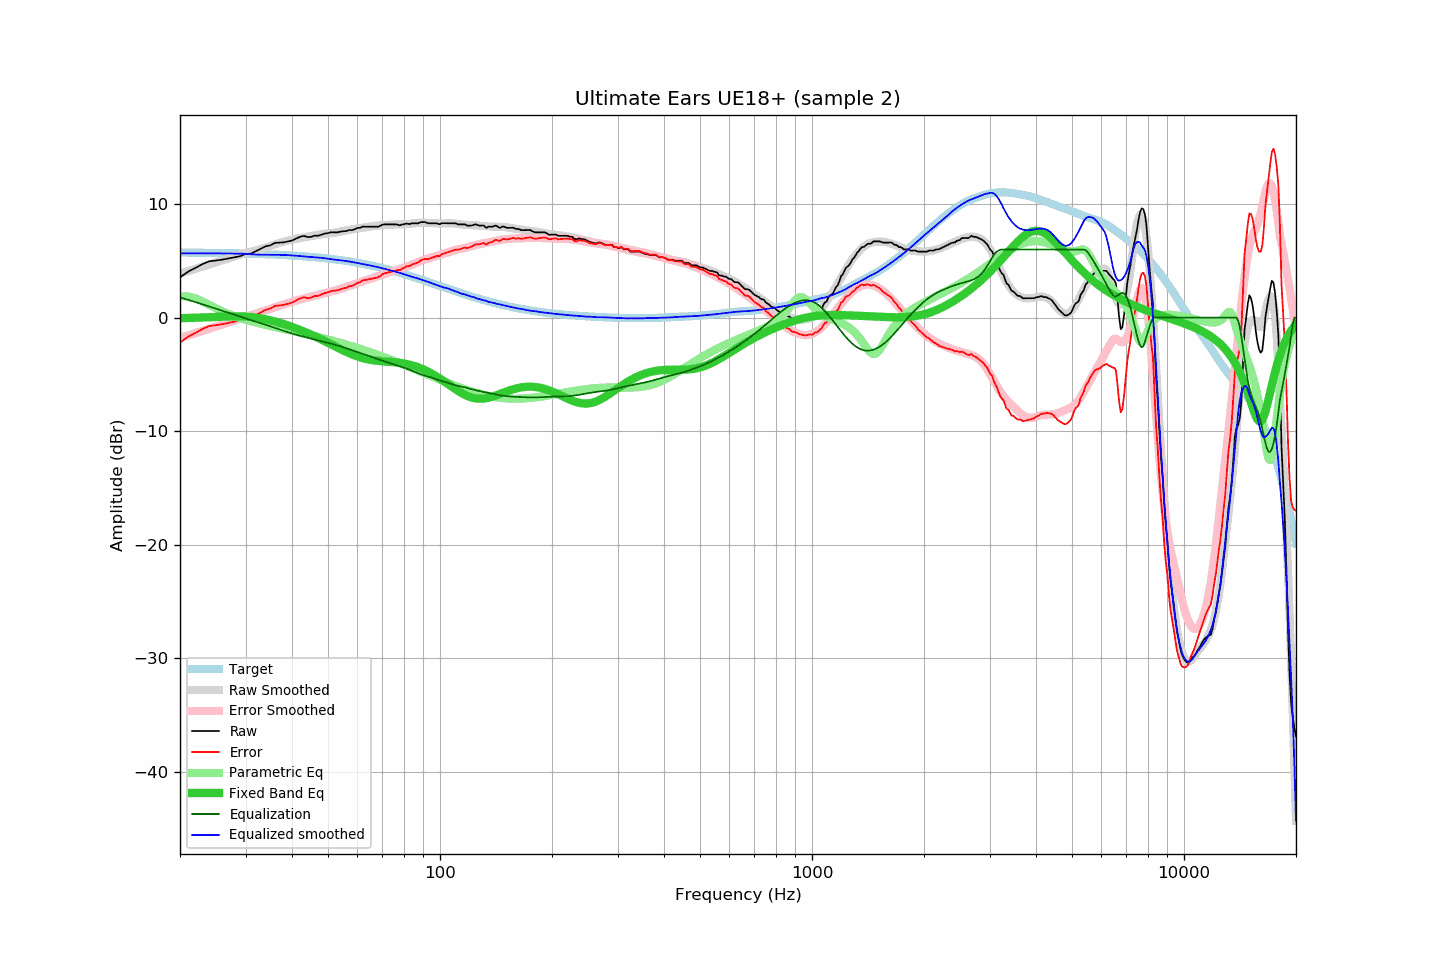 Ultimate Ears UE18+ (sample 2)
Amplitude (dBr)
10
0
−10
−20
−30
−40
Target
Raw Smoothed
Error Smoothed
Raw
Error
Parametric Eq
Fixed Band Eq
Equalization
Equalized smoothed
100 1000 10000
Frequency (Hz)